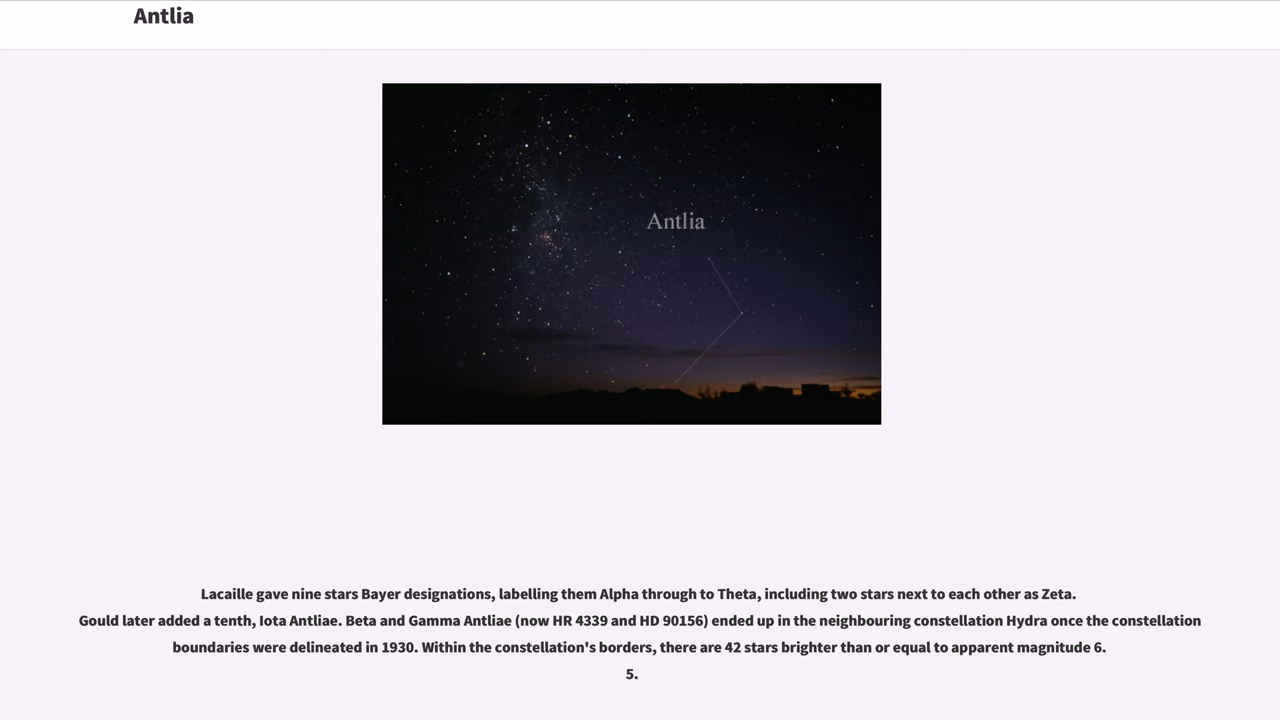 Antlia
Antlia
Lacaille gave nine stars Bayer designations, labelling them Alpha through to Theta, including two stars next to each other as Zeta.
Gould later added a tenth, Iota Antliae. Beta and Gamma Antliae (now HR 4339 and HD 90156) ended up in the neighbouring constellation Hydra once the constellation
boundaries were delineated in 1930. Within the constellation's borders, there are 42 stars brighter than or equal to apparent magnitude 6.
5.